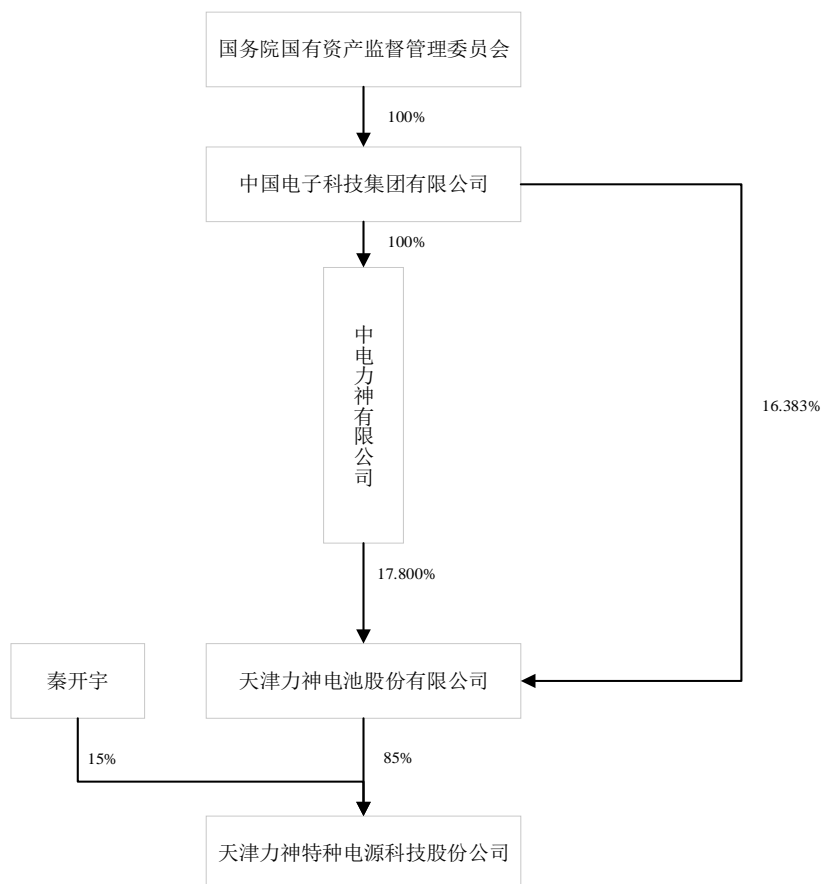 国务院国有资产监督管理委员会
100%
中国电子科技集团有限公司
100%
中电力神有限公司
16.383%
17.800%
秦开宇
天津力神电池股份有限公司
15%
85%
天津力神特种电源科技股份公司